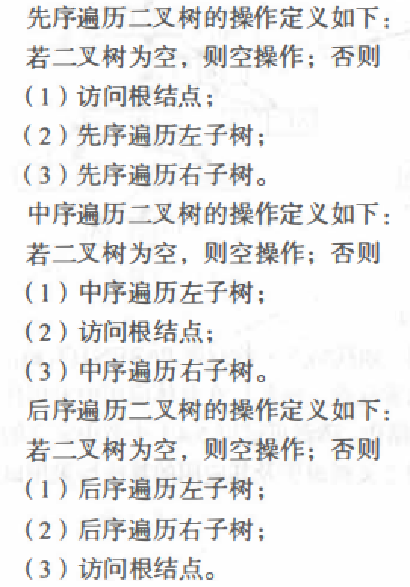 先序遍历二叉树的操作定义如下：
若二叉树为空，则空操作；否则
（1）访问根结点；
（2）先序遍历左子树；
（3）先序遍历右子树。
中序遍历二叉树的操作定义如下：
若二叉树为空，则空操作；否则
（1）中序遍历左子树；
（2）访问根结点；
（3）中序遍历右子树。
后序遍历二叉树的操作定义如下：
若二叉树为空，则空操作；否则
（1）后序遍历左子树；
（2）后序遍历右子树；
（3）访问根结点。